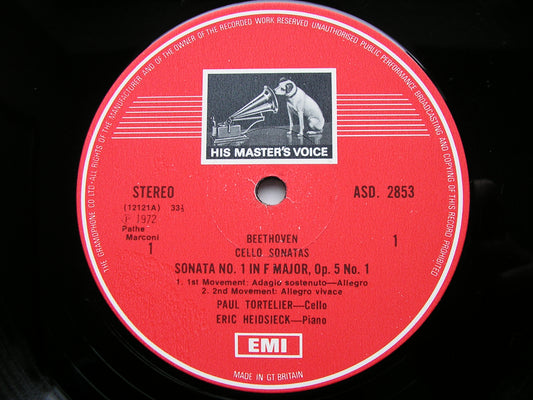 THE GRAMOPHONE CO LTD·ALL RIGHTS OF THE MANUFACTURER AND OF THE OWNER OF THE RECORDED WORK RESERVED·UNAUTHORISED PUBLIC PERFORMANCE BROADCASTING AND COPYING OF THIS RECORD PROHIBITED
HIS MASTER'S VOICE
STEREO
ASD. 2853
(12121A) 33⅓
Ⓟ 1972
Pathe
Marconi
1
1
BEETHOVEN
CELLO SONATAS
SONATA NO. 1 IN F MAJOR, Op. 5 No. 1
1. 1st Movement: Adagio sostenuto—Allegro
2. 2nd Movement: Allegro vivace
PAUL TORTELIER—Cello
ERIC HEIDSIECK—Piano
EMI
MADE IN GT BRITAIN